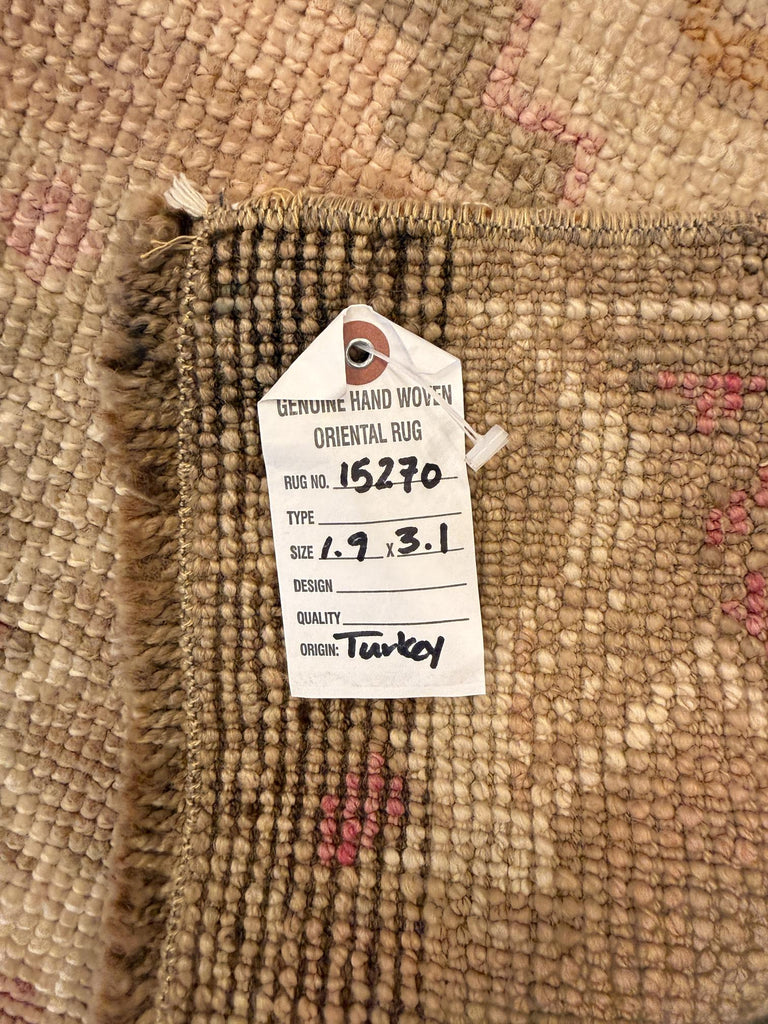 GENUINE HAND WOVEN
ORIENTAL RUG
RUG NO. 15270
TYPE
SIZE 1.9 x 3.1
DESIGN
QUALITY
ORIGIN: Turkey